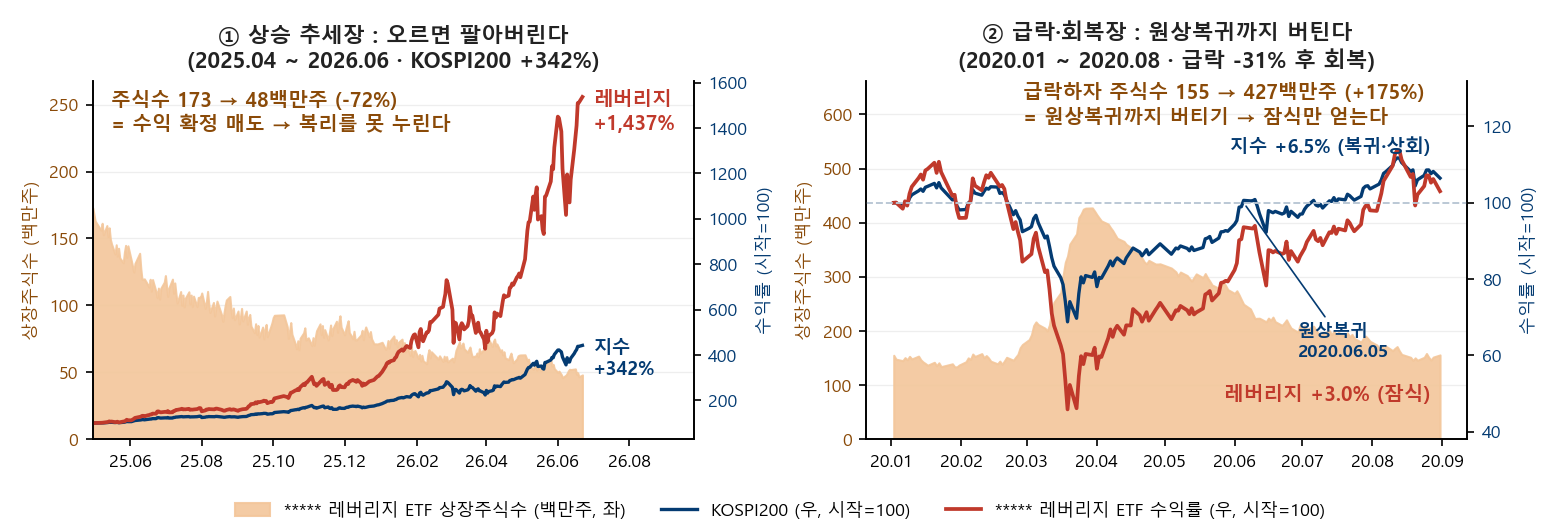 ① 상승 추세장 : 오르면 팔아버린다
(2025.04 ~ 2026.06 · KOSPI200 +342%)
주식수 173 → 48백만주 (-72%)
= 수익 확정 매도 → 복리를 못 누린다
레버리지
+1,437%
지수
+342%
상장주식수 (백만주)
250
200
150
100
50
0
수익률 (시작=100)
1600
1400
1200
1000
800
600
400
200
25.06
25.08
25.10
25.12
26.02
26.04
26.06
26.08
② 급락·회복장 : 원상복귀까지 버틴다
(2020.01 ~ 2020.08 · 급락 -31% 후 회복)
급락하자 주식수 155 → 427백만주 (+175%)
= 원상복귀까지 버티기 → 잠식만 얻는다
지수 +6.5% (복귀·상회)
원상복귀
2020.06.05
레버리지 +3.0% (잠식)
상장주식수 (백만주)
600
500
400
300
200
100
0
수익률 (시작=100)
120
100
80
60
40
20.01
20.02
20.03
20.04
20.05
20.06
20.07
20.08
20.09
***** 레버리지 ETF 상장주식수 (백만주, 좌)
KOSPI200 (우, 시작=100)
***** 레버리지 ETF 수익률 (우, 시작=100)